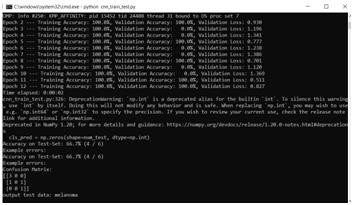 C:\Windows\System32\cmd.exe - python cnn_train_test.py
OMP: Info #250: KMP_AFFINITY: pid 15452 tid 24488 thread 31 bound to OS proc set 7
Epoch 2 --- Training Accuracy: 100.0%, Validation Accuracy: 0.0%, Validation Loss: 0.930
Epoch 3 --- Training Accuracy: 100.0%, Validation Accuracy: 0.0%, Validation Loss: 1.196
Epoch 4 --- Training Accuracy: 100.0%, Validation Accuracy: 0.0%, Validation Loss: 1.341
Epoch 5 --- Training Accuracy: 100.0%, Validation Accuracy: 100.0%, Validation Loss: 0.777
Epoch 6 --- Training Accuracy: 100.0%, Validation Accuracy: 0.0%, Validation Loss: 1.238
Epoch 7 --- Training Accuracy: 100.0%, Validation Accuracy: 0.0%, Validation Loss: 1.386
Epoch 8 --- Training Accuracy: 100.0%, Validation Accuracy: 100.0%, Validation Loss: 0.701
Epoch 9 --- Training Accuracy: 100.0%, Validation Accuracy: 0.0%, Validation Loss: 1.120
Epoch 10 --- Training Accuracy: 100.0%, Validation Accuracy: 0.0%, Validation Loss: 1.369
Epoch 11 --- Training Accuracy: 100.0%, Validation Accuracy: 100.0%, Validation Loss: 0.511
Epoch 12 --- Training Accuracy: 100.0%, Validation Accuracy: 100.0%, Validation Loss: 0.827
Time elapsed: 0:00:02
cnn_train_test.py:326: DeprecationWarning: `np.int` is a deprecated alias for the builtin `int`. To silence this warning
, use `int` by itself. Doing this will not modify any behavior and is safe. When replacing `np.int`, you may wish to use
e.g. `np.int64` or `np.int32` to specify the precision. If you wish to review your current use, check the release note
link for additional information.
Deprecated in NumPy 1.20; for more details and guidance: https://numpy.org/devdocs/release/1.20.0-notes.html#deprecation
s
cls_pred = np.zeros(shape=num_test, dtype=np.int)
Accuracy on Test-Set: 66.7% (4 / 6)
Example errors:
Accuracy on Test-Set: 66.7% (4 / 6)
Example errors:
Confusion Matrix:
[[3 0 0]
[1 0 1]
[0 0 1]]
output test data: melanoma